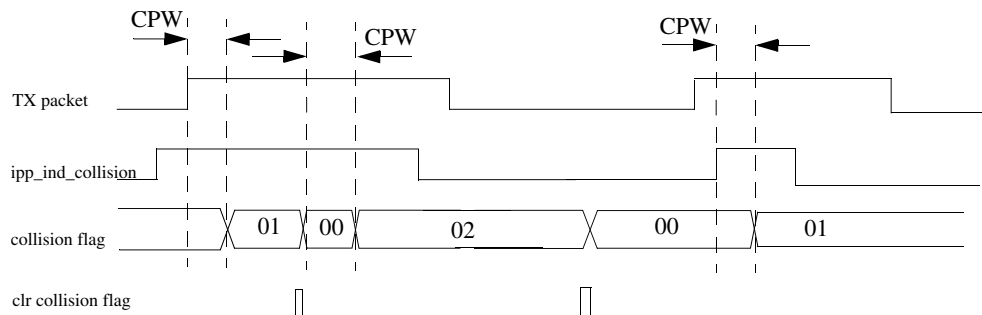 CPW
CPW
CPW
TX packet
ipp_ind_collision
collision flag
01
00
02
00
01
clr collision flag